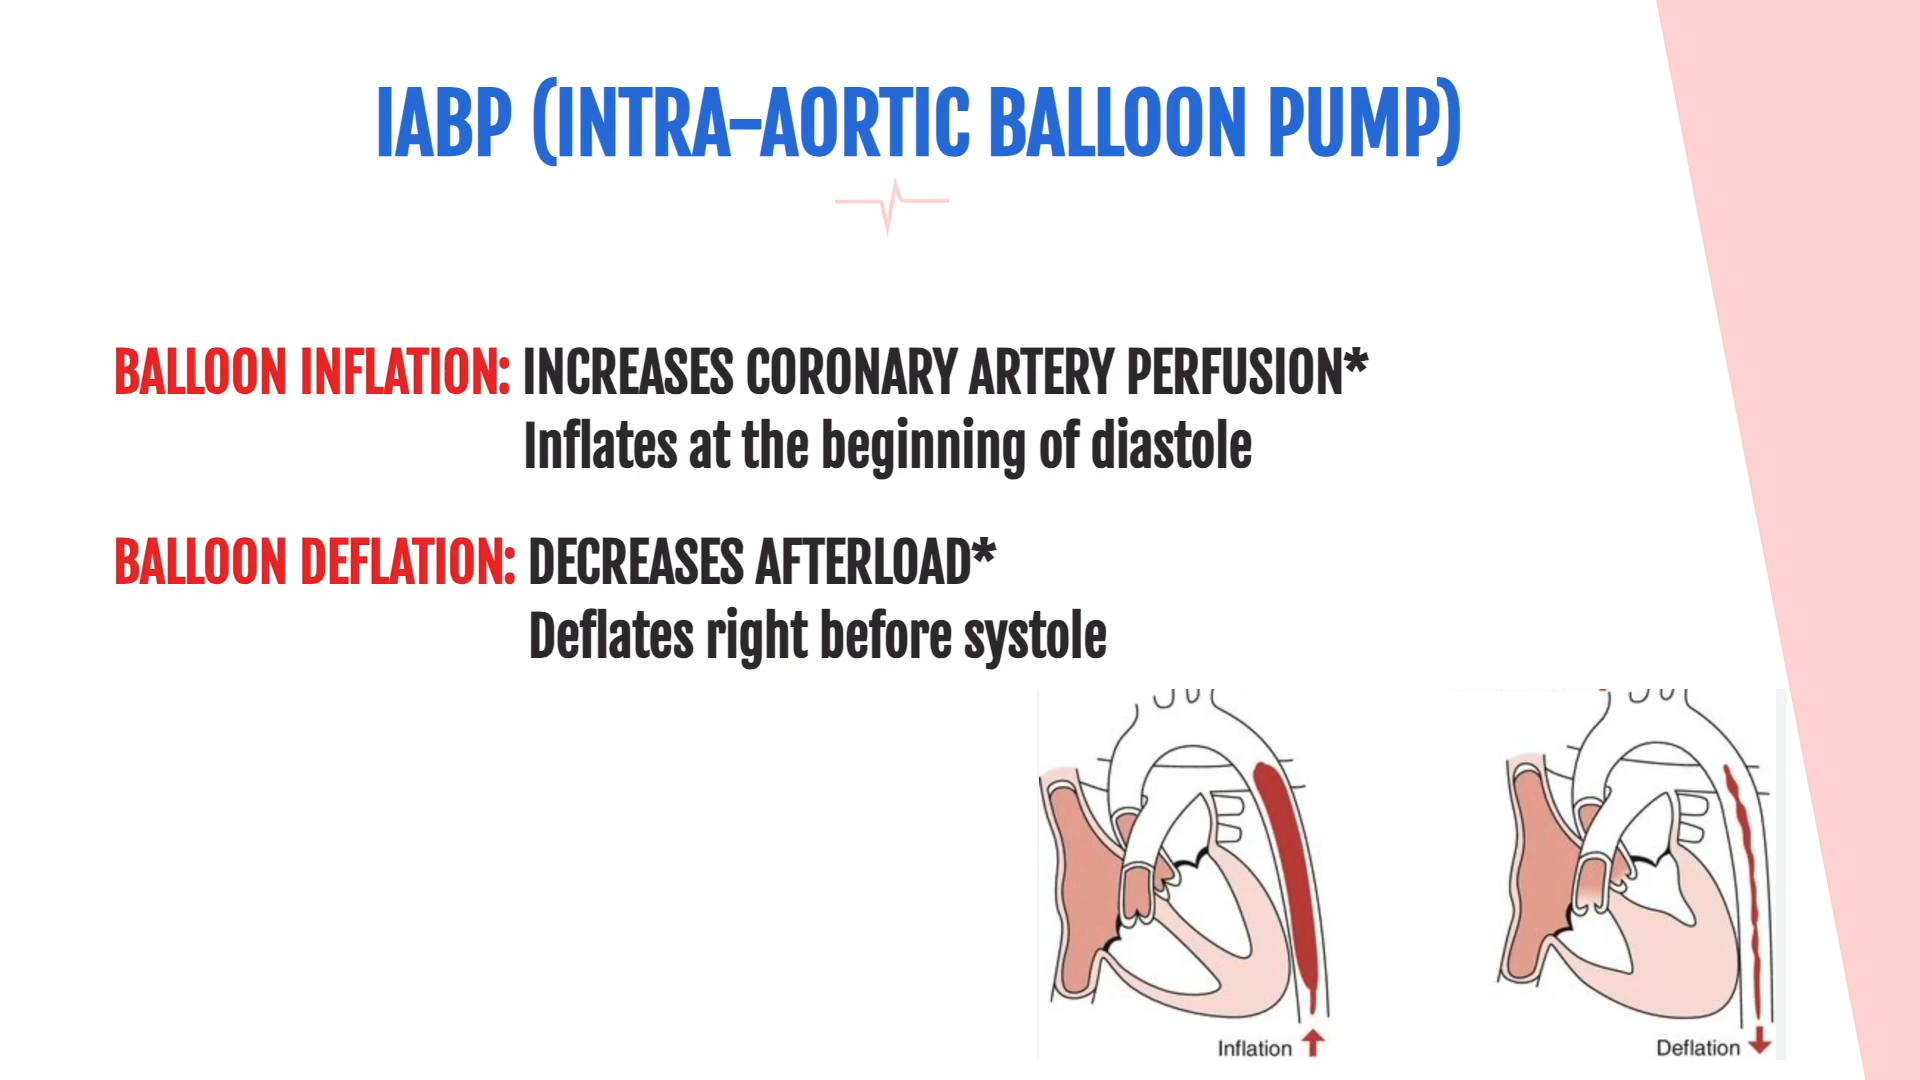 IABP (INTRA-AORTIC BALLOON PUMP)
BALLOON INFLATION: INCREASES CORONARY ARTERY PERFUSION*
Inflates at the beginning of diastole
BALLOON DEFLATION: DECREASES AFTERLOAD*
Deflates right before systole
Inflation
Deflation